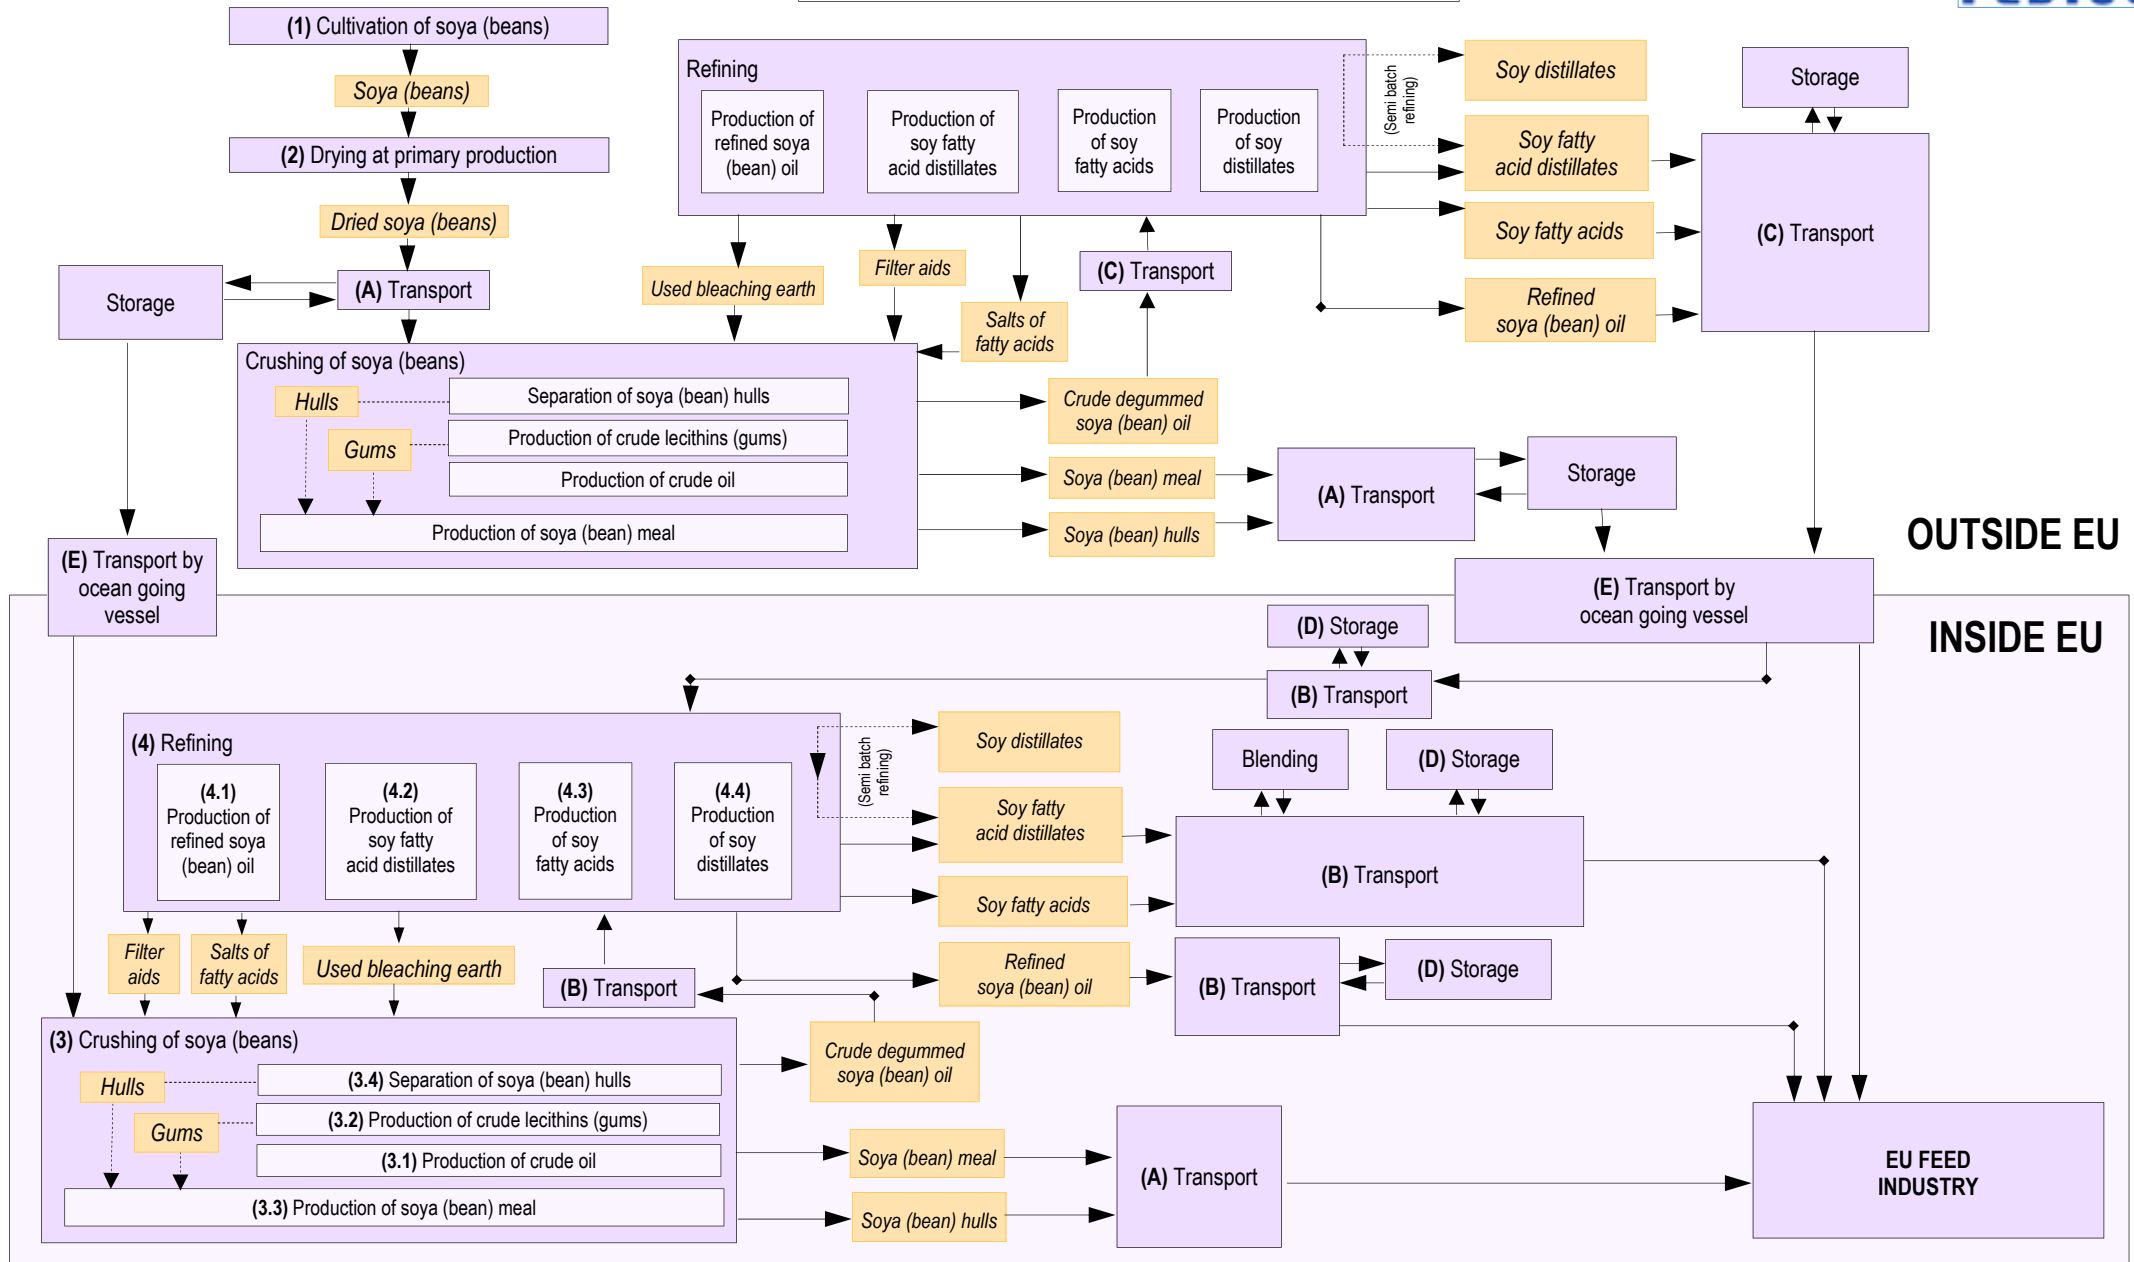 (1) Cultivation of soya (beans)
Soya (beans)
(2) Drying at primary production
Dried soya (beans)
(A) Transport
Storage
Refining
Production of
refined soya
(bean) oil
Production of
soy fatty
acid distillates
Production
of soy
fatty acids
Production
of soy
distillates
(Semi batch
refining)
Soy distillates
Soy fatty
acid distillates
Soy fatty acids
Refined
soya (bean) oil
Storage
(C) Transport
Used bleaching earth
Filter aids
Salts of
fatty acids
(C) Transport
Crushing of soya (beans)
Hulls
Separation of soya (bean) hulls
Gums
Production of crude lecithins (gums)
Production of crude oil
Production of soya (bean) meal
Crude degummed
soya (bean) oil
Soya (bean) meal
Soya (bean) hulls
(A) Transport
Storage
OUTSIDE EU
(E) Transport by
ocean going
vessel
(E) Transport by
ocean going vessel
INSIDE EU
(D) Storage
(B) Transport
(4) Refining
(4.1)
Production of
refined soya
(bean) oil
(4.2)
Production of
soy fatty
acid distillates
(4.3)
Production
of soy
fatty acids
(4.4)
Production
of soy
distillates
(Semi batch
refining)
Soy distillates
Soy fatty
acid distillates
Soy fatty acids
Refined
soya (bean) oil
Blending
(D) Storage
(B) Transport
(B) Transport
(D) Storage
Filter
aids
Salts of
fatty acids
Used bleaching earth
(B) Transport
(3) Crushing of soya (beans)
Hulls
(3.4) Separation of soya (bean) hulls
Gums
(3.2) Production of crude lecithins (gums)
(3.1) Production of crude oil
(3.3) Production of soya (bean) meal
Crude degummed
soya (bean) oil
Soya (bean) meal
Soya (bean) hulls
(A) Transport
EU FEED
INDUSTRY